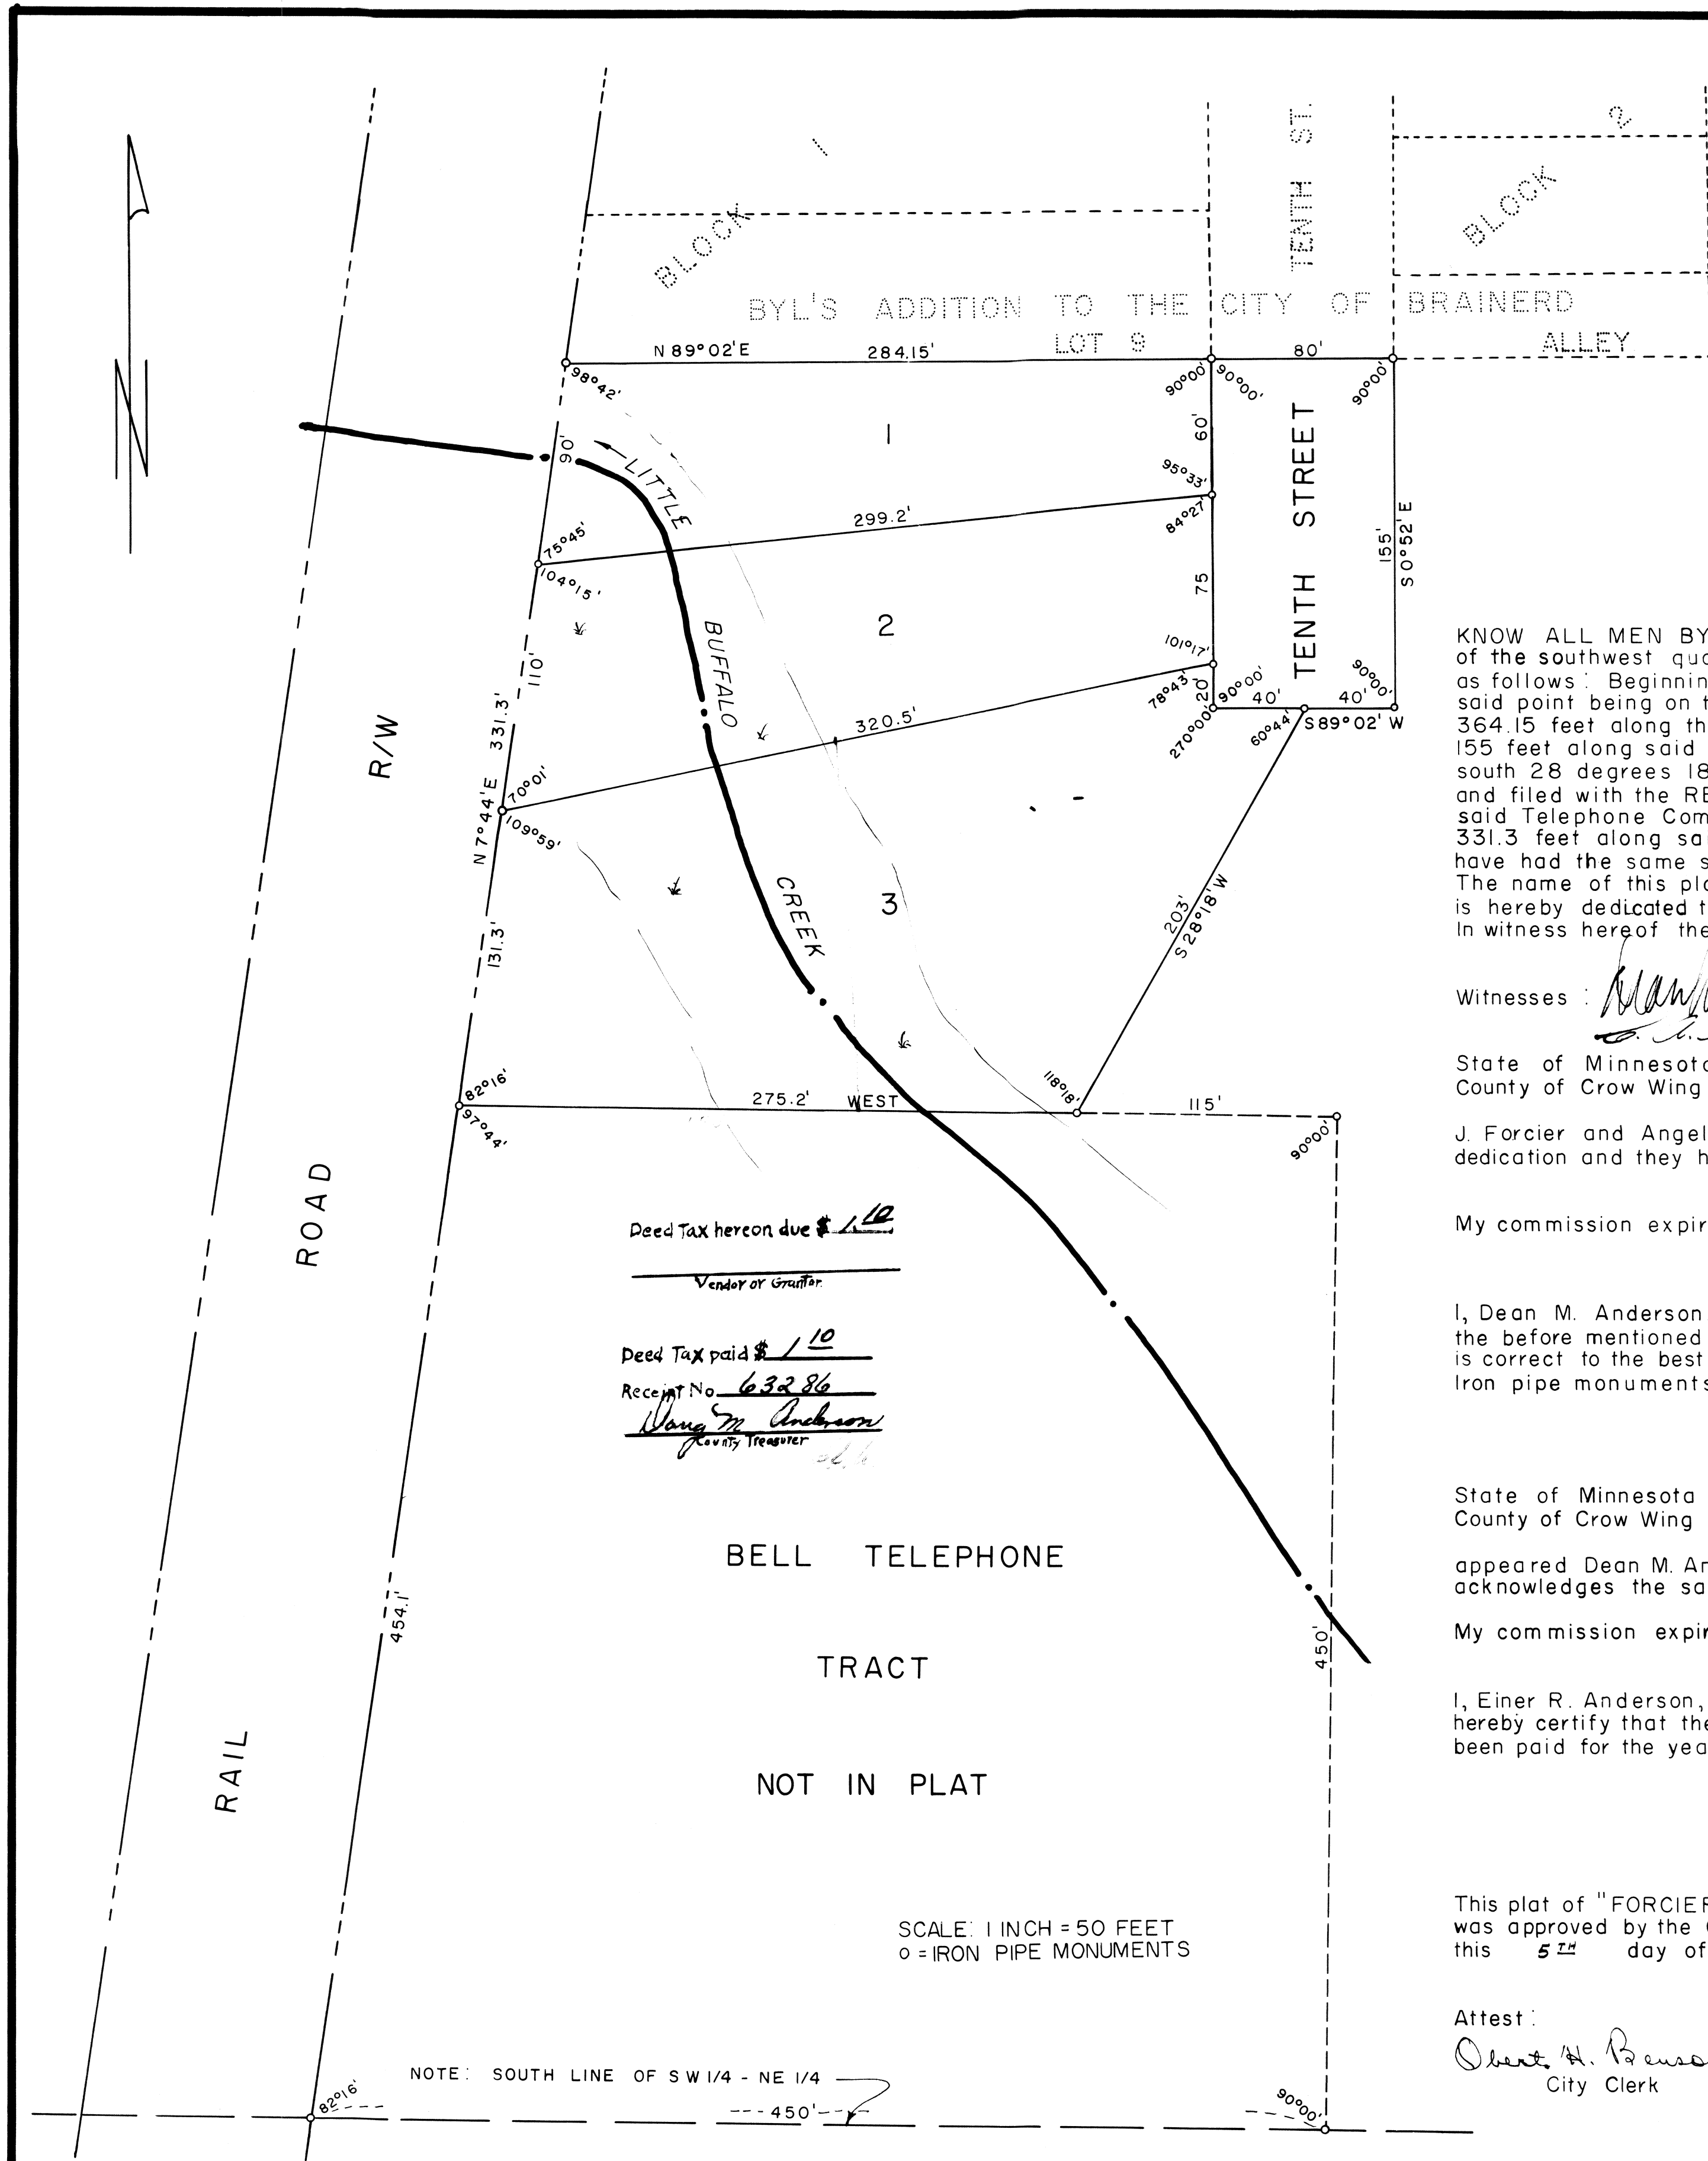 TENTH ST.
2
BLOCK 1
BLOCK
BYL'S ADDITION TO THE CITY OF BRAINERD
LOT 9
ALLEY
N 89°02'E
284.15'
80'
98°42'
90°00'
90°00'
90°00'
N
1
60'
90'
LITTLE
95°33'
84°27'
299.2'
75°45'
104°15'
TENTH STREET
155'
S 0°52'E
75
2
BUFFALO
110'
101°17'
78°43'
20'
90°00'
40'
40'
90°00'
270°00'
60°44'
S 89°02' W
320.5'
R/W
N 7°44'E 331.3'
70°01'
109°59'
CREEK
3
203'
S 28°18' W
131.3'
82°16'
97°44'
275.2' WEST
118°18'
115'
90°00'
ROAD
Deed Tax hereon due $ 1.10
Vendor or Grantor
Deed Tax paid $ 1 10
Receipt No. 63286
Doug M Anderson
County Treasurer
BELL TELEPHONE
TRACT
NOT IN PLAT
454.1'
450'
RAIL
SCALE: 1 INCH = 50 FEET
o = IRON PIPE MONUMENTS
NOTE: SOUTH LINE OF SW 1/4 - NE 1/4
82°16'
450'
90°00'
KNOW ALL MEN BY
of the southwest qua
as follows: Beginnin
said point being on t
364.15 feet along th
155 feet along said
south 28 degrees 18
and filed with the RE
said Telephone Com
331.3 feet along sa
have had the same s
The name of this pla
is hereby dedicated t
In witness hereof the
Witnesses:
State of Minnesota
County of Crow Wing
J. Forcier and Angel
dedication and they h
My commission expir
I, Dean M. Anderson
the before mentioned
is correct to the best
Iron pipe monuments
State of Minnesota
County of Crow Wing
appeared Dean M. An
acknowledges the sa
My commission expir
I, Einer R. Anderson,
hereby certify that the
been paid for the yea
This plat of "FORCIER
was approved by the C
this 5TH day of
Attest:
Obert H. Benso
City Clerk